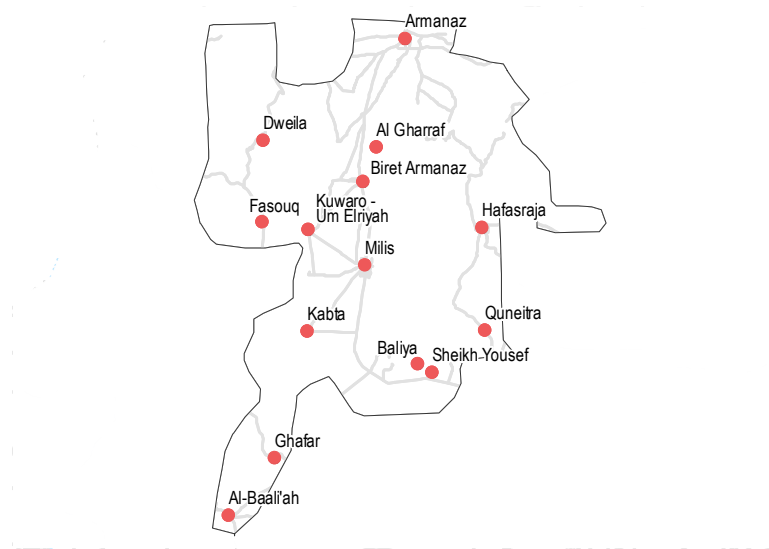 Armanaz
Dweila
Al Gharraf
Biret Armanaz
Fasouq
Kuwaro -
Um Elriyah
Hafasraja
Milis
Kabta
Quneitra
Baliya
Sheikh Yousef
Ghafar
Al-Baali'ah